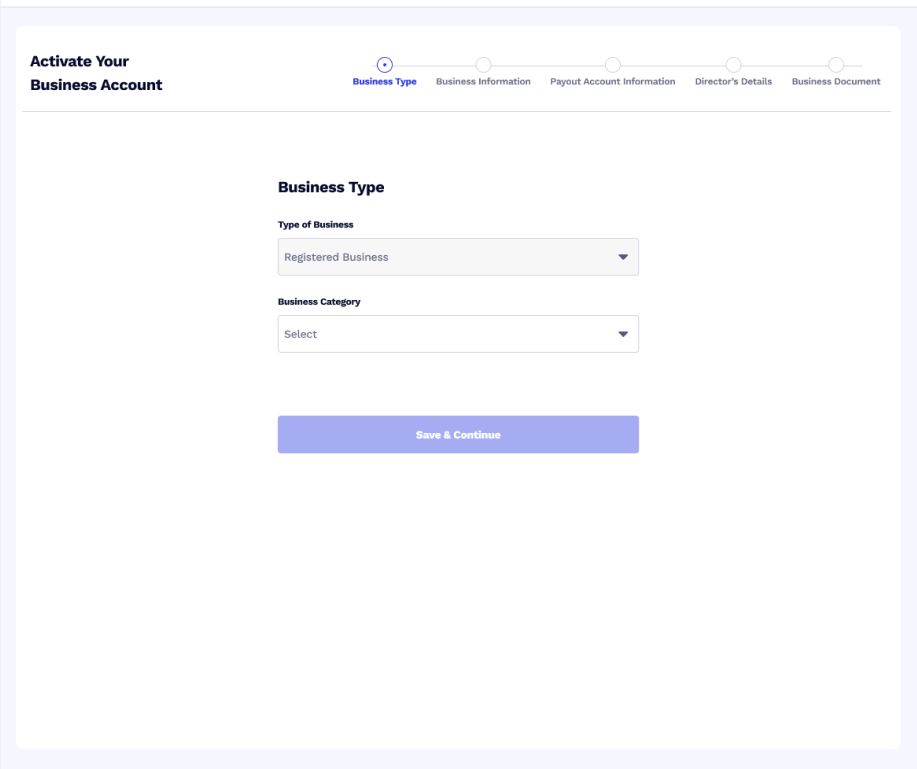 Activate Your
Business Account
Business Type
Business Information
Payout Account Information
Director's Details
Business Document
Business Type
Type of Business
Registered Business
Business Category
Select
Save & Continue